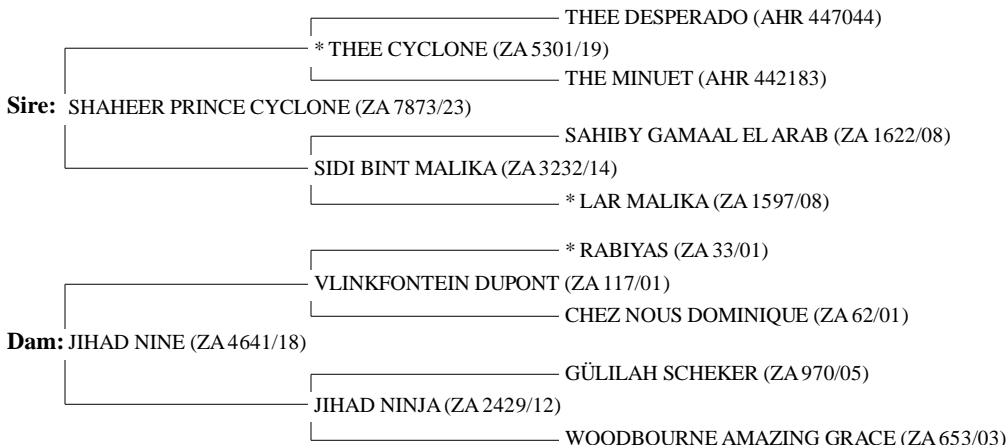 THEE DESPERADO (AHR 447044)
* THEE CYCLONE (ZA 5301/19)
THE MINUET (AHR 442183)
Sire: SHAHEER PRINCE CYCLONE (ZA 7873/23)
SAHIBY GAMAAL EL ARAB (ZA 1622/08)
SIDI BINT MALIKA (ZA 3232/14)
* LAR MALIKA (ZA 1597/08)
* RABIYAS (ZA 33/01)
VLINKFONTEIN DUPONT (ZA 117/01)
CHEZ NOUS DOMINIQUE (ZA 62/01)
Dam: JIHAD NINE (ZA 4641/18)
GÜLILAH SCHEKER (ZA 970/05)
JIHAD NINJA (ZA 2429/12)
WOODBOURNE AMAZING GRACE (ZA 653/03)